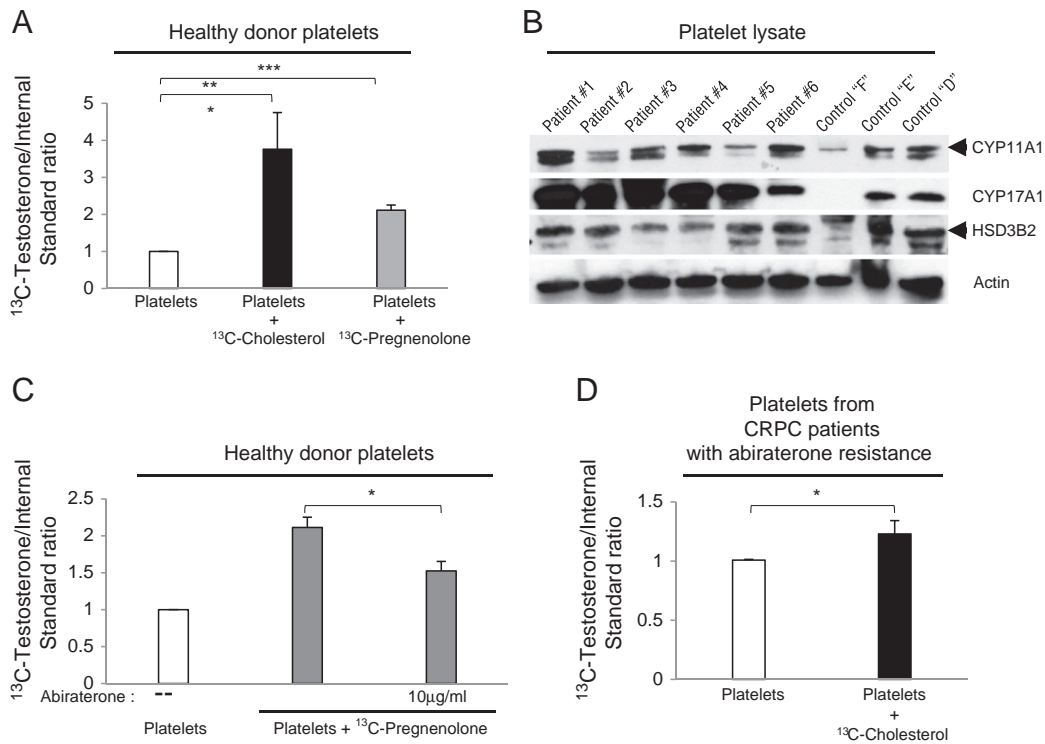 A
Healthy donor platelets
¹³C-Testosterone/Internal
Standard ratio
5
4
3
2
1
0
***
**
*
Platelets
Platelets
+
¹³C-Cholesterol
Platelets
+
¹³C-Pregnenolone
B
Platelet lysate
Patient #1
Patient #2
Patient #3
Patient #4
Patient #5
Patient #6
Control "F"
Control "E"
Control "D"
CYP11A1
CYP17A1
HSD3B2
Actin
C
Healthy donor platelets
¹³C-Testosterone/Internal
Standard ratio
2.5
2
1.5
1
0.5
0
*
Abiraterone : -- 10µg/ml
Platelets
Platelets + ¹³C-Pregnenolone
D
Platelets from
CRPC patients
with abiraterone resistance
¹³C-Testosterone/Internal
Standard ratio
1.5
1
0.5
0
*
Platelets
Platelets
+
¹³C-Cholesterol